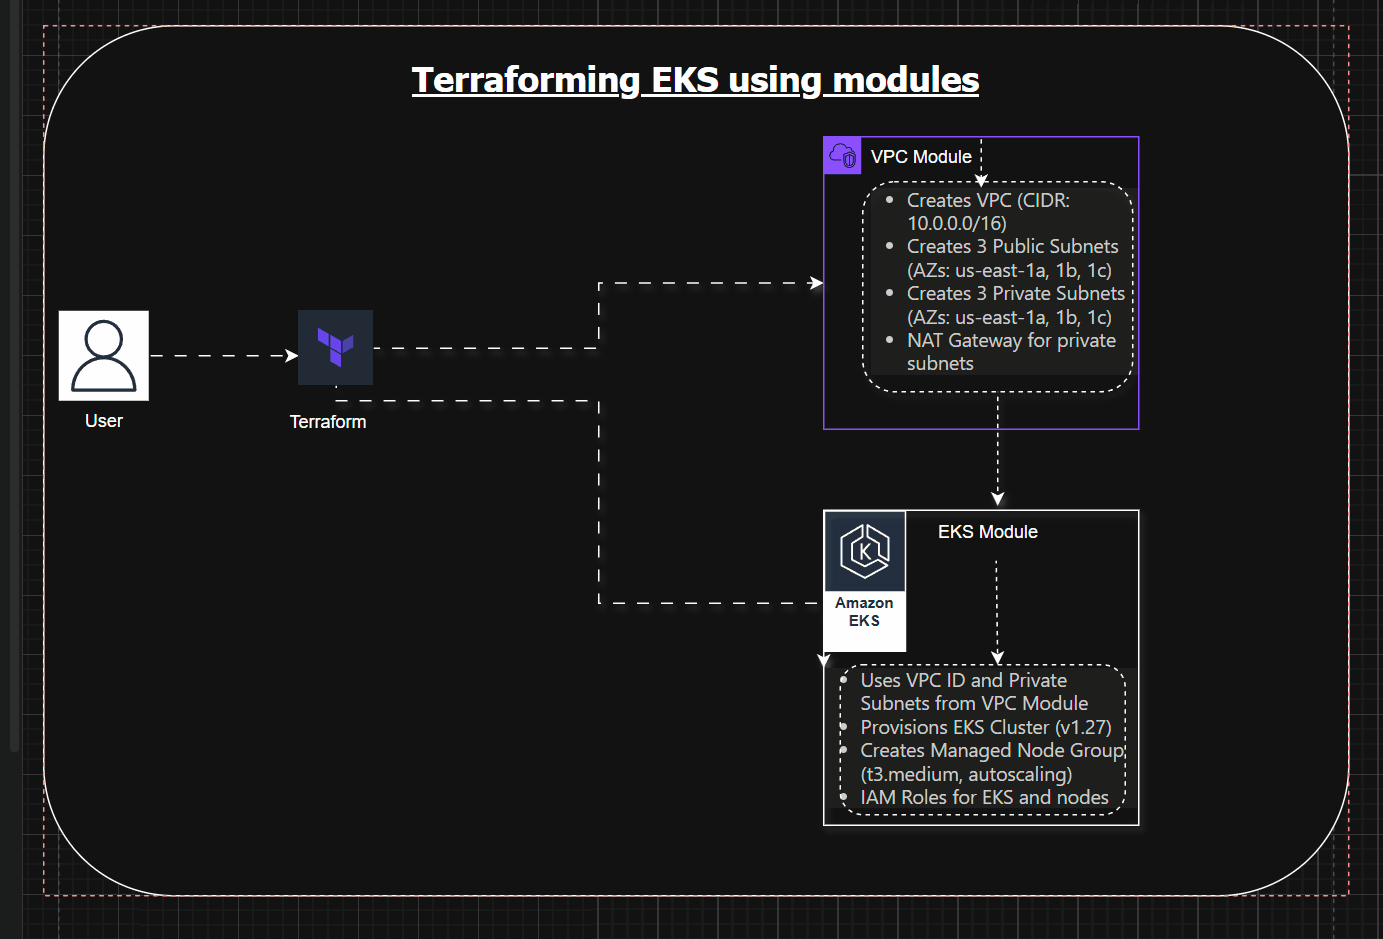 Terraforming EKS using modules
VPC Module
• Creates VPC (CIDR:
10.0.0.0/16)
• Creates 3 Public Subnets
(AZs: us-east-1a, 1b, 1c)
• Creates 3 Private Subnets
(AZs: us-east-1a, 1b, 1c)
• NAT Gateway for private
subnets
User
Terraform
EKS Module
K
Amazon
EKS
• Uses VPC ID and Private
Subnets from VPC Module
• Provisions EKS Cluster (v1.27)
• Creates Managed Node Group
(t3.medium, autoscaling)
• IAM Roles for EKS and nodes